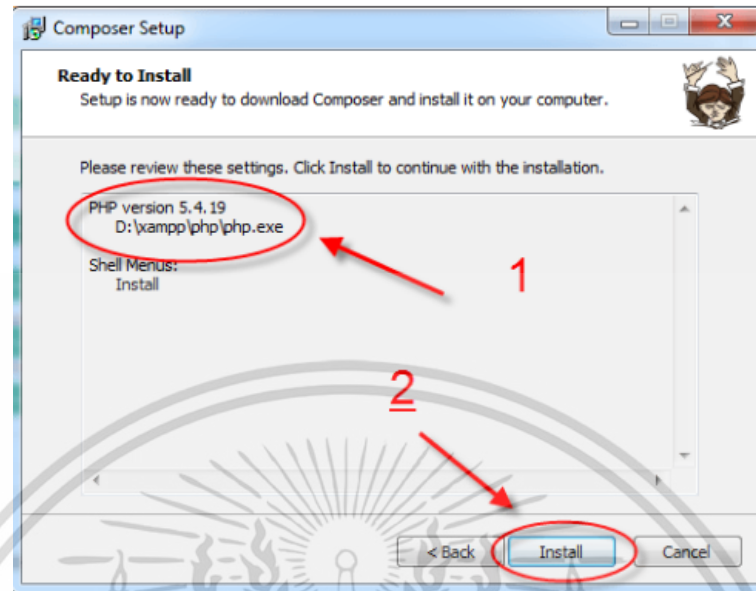 Composer Setup
Ready to Install
Setup is now ready to download Composer and install it on your computer.
Please review these settings. Click Install to continue with the installation.
PHP version 5.4.19
D:\xampp\php\php.exe
Shell Menus:
Install
1
2
< Back
Install
Cancel